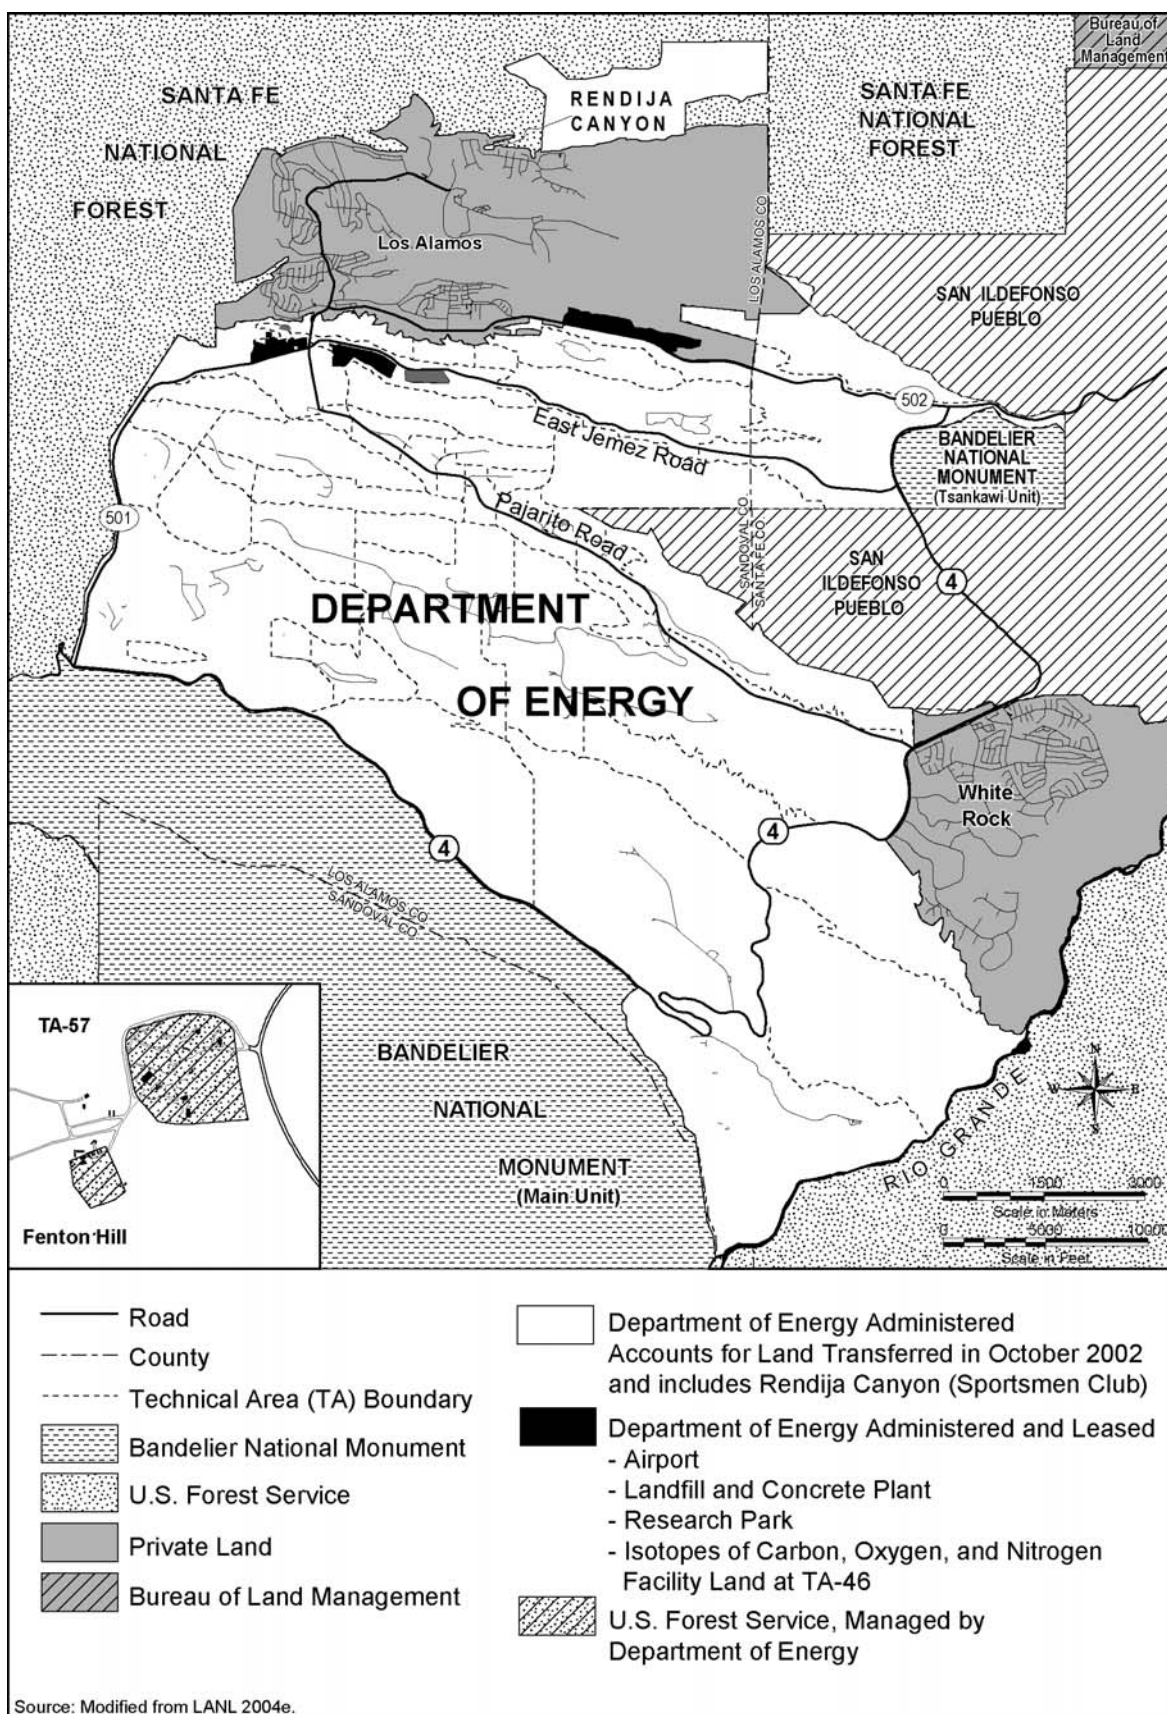 Bureau of
Land
Management
SANTA FE
NATIONAL
FOREST
RENDIJA
CANYON
SANTA FE
NATIONAL
FOREST
Los Alamos
LOS ALAMOS CO
SAN ILDEFONSO
PUEBLO
502
East Jemez Road
BANDELIER
NATIONAL
MONUMENT
(Tsankawi Unit)
501
Pajarito Road
SANDOVAL CO
SANTA FE CO
SAN
ILDEFONSO
PUEBLO
4
DEPARTMENT
OF ENERGY
White
Rock
4
4
LOS ALAMOS CO
SANDOVAL CO
TA-57
Fenton Hill
BANDELIER
NATIONAL
MONUMENT
(Main Unit)
RIO GRANDE
N
W E
S
0 1500 3000
Scale in Meters
0 5000 10000
Scale in Feet
Road
County
Technical Area (TA) Boundary
Bandelier National Monument
U.S. Forest Service
Private Land
Bureau of Land Management
Department of Energy Administered
Accounts for Land Transferred in October 2002
and includes Rendija Canyon (Sportsmen Club)
Department of Energy Administered and Leased
- Airport
- Landfill and Concrete Plant
- Research Park
- Isotopes of Carbon, Oxygen, and Nitrogen
Facility Land at TA-46
U.S. Forest Service, Managed by
Department of Energy
Source: Modified from LANL 2004e.